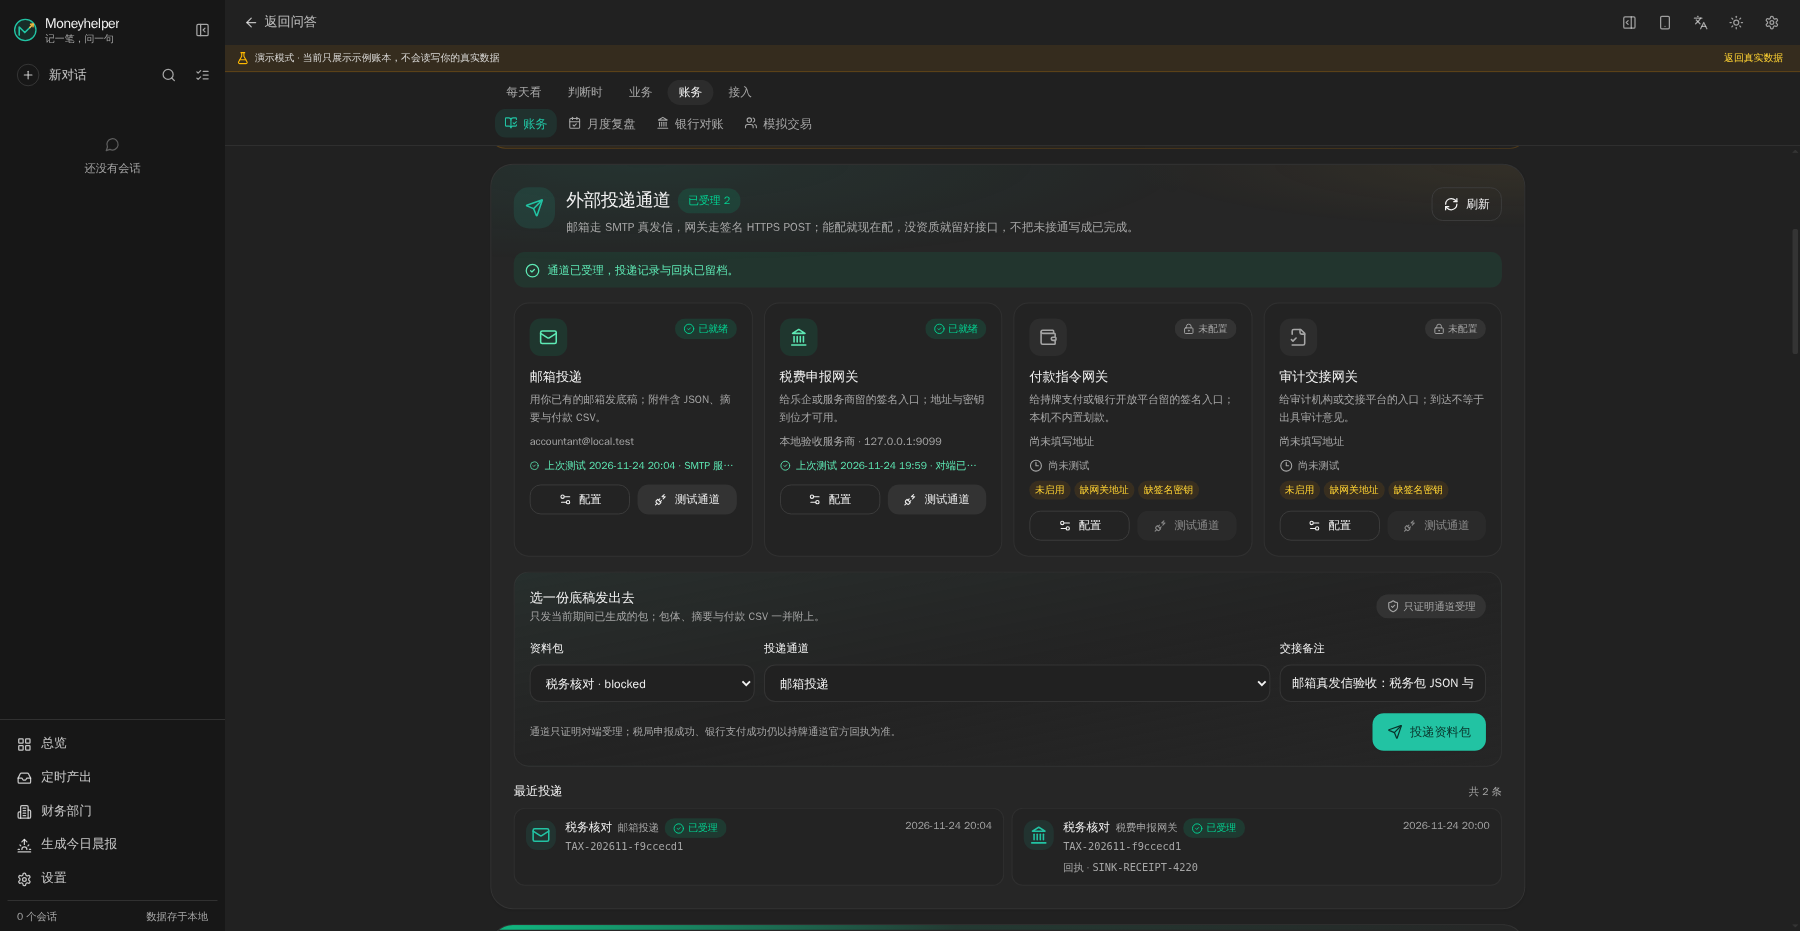 Moneyhelper
记一笔，问一句
新对话
还没有会话
总览
定时产出
财务部门
生成今日晨报
设置
0 个会话
数据存于本地
返回问答
演示模式 · 当前只展示示例账本，不会读写你的真实数据
返回真实数据
每天看 判断时 业务 账务 接入
账务 月度复盘 银行对账 模拟交易
外部投递通道 已受理 2
邮箱走 SMTP 真发信，网关走签名 HTTPS POST；能配就现在配，没资质就留好接口，不把未接通写成已完成。
刷新
通道已受理，投递记录与回执已留档。
已就绪
邮箱投递
用你已有的邮箱发底稿；附件含 JSON、摘
要与付款 CSV。
accountant@local.test
上次测试 2026-11-24 20:04 · SMTP 服···
配置 测试通道
已就绪
税费申报网关
给乐企或服务商留的签名入口；地址与密钥
到位才可用。
本地验收服务商 · 127.0.0.1:9099
上次测试 2026-11-24 19:59 · 对端已···
配置 测试通道
未配置
付款指令网关
给持牌支付或银行开放平台留的签名入口；
本机不内置划款。
尚未填写地址
尚未测试
未启用 缺网关地址 缺签名密钥
配置 测试通道
未配置
审计交接网关
给审计机构或交接平台的入口；到达不等于
出具审计意见。
尚未填写地址
尚未测试
未启用 缺网关地址 缺签名密钥
配置 测试通道
选一份底稿发出去
只发当前期间已生成的包；包体、摘要与付款 CSV 一并附上。
只证明通道受理
资料包
税务核对 · blocked
投递通道
邮箱投递
交接备注
邮箱真发信验收：税务包 JSON 与
通道只证明对端受理；税局申报成功、银行支付成功仍以持牌通道官方回执为准。
投递资料包
最近投递
共 2 条
税务核对 邮箱投递 已受理 2026-11-24 20:04
TAX-202611-f9ccecd1
税务核对 税费申报网关 已受理 2026-11-24 20:00
TAX-202611-f9ccecd1
回执 · SINK-RECEIPT-4220